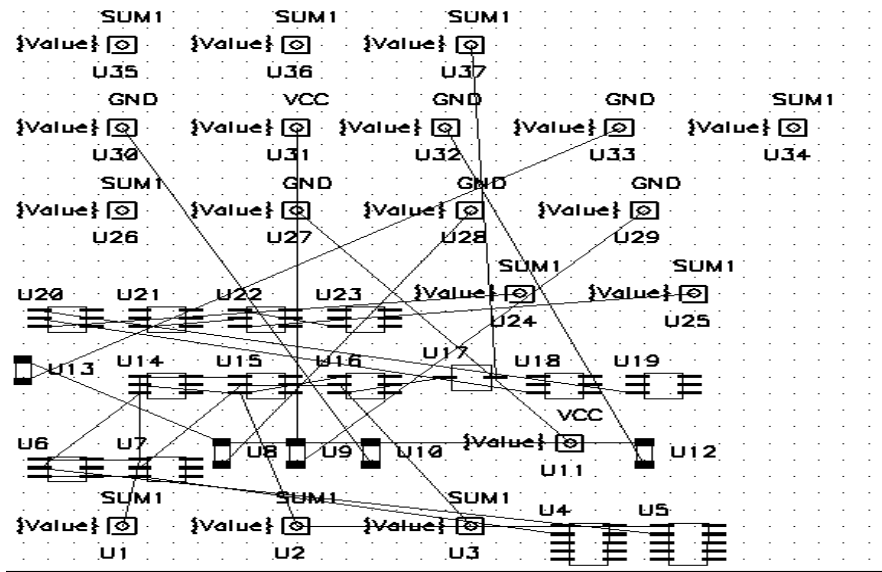 SUM1 SUM1 SUM1
}Value} }Value} }Value}
U35 U36 U37
GND VCC GND GND SUM1
}Value} }Value} }Value} }Value} }Value}
U30 U31 U32 U33 U34
SUM1 GND GND GND
}Value} }Value} }Value} }Value}
U26 U27 U28 U29
SUM1 SUM1
U20 U21 U22 U23 }Value} }Value}
U24 U25
U13 U14 U15 U16 U17 U18 U19
VCC
U6 U7 U8 U9 U10 }Value} U12
U11
SUM1 SUM1 SUM1
}Value} }Value} }Value} U4 U5
U1 U2 U3